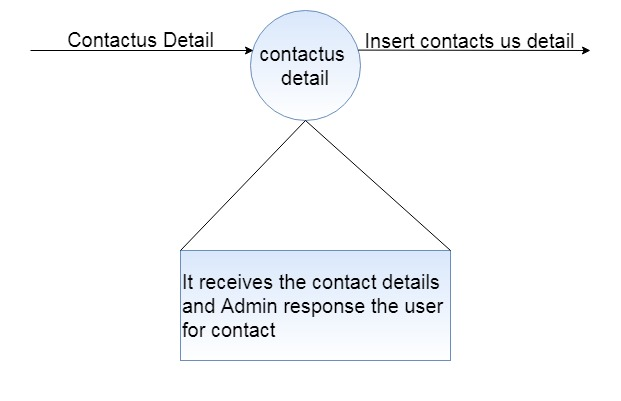 Contactus Detail
contactus
detail
Insert contacts us detail
It receives the contact details
and Admin response the user
for contact